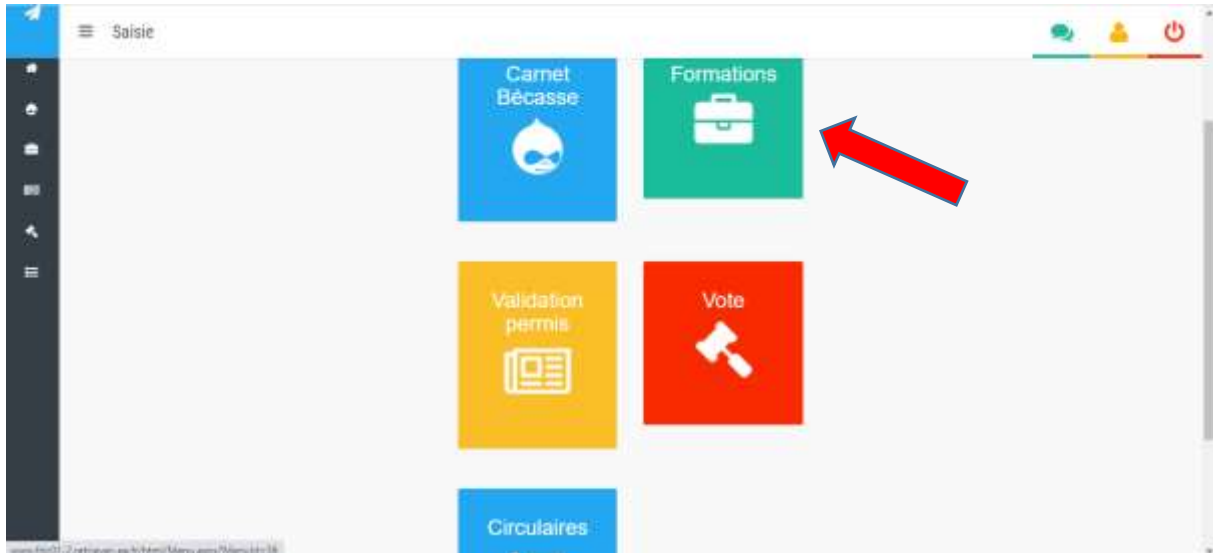 Saisie
Carnet
Bécasse
Formations
Validation
permis
Vote
Circulaires